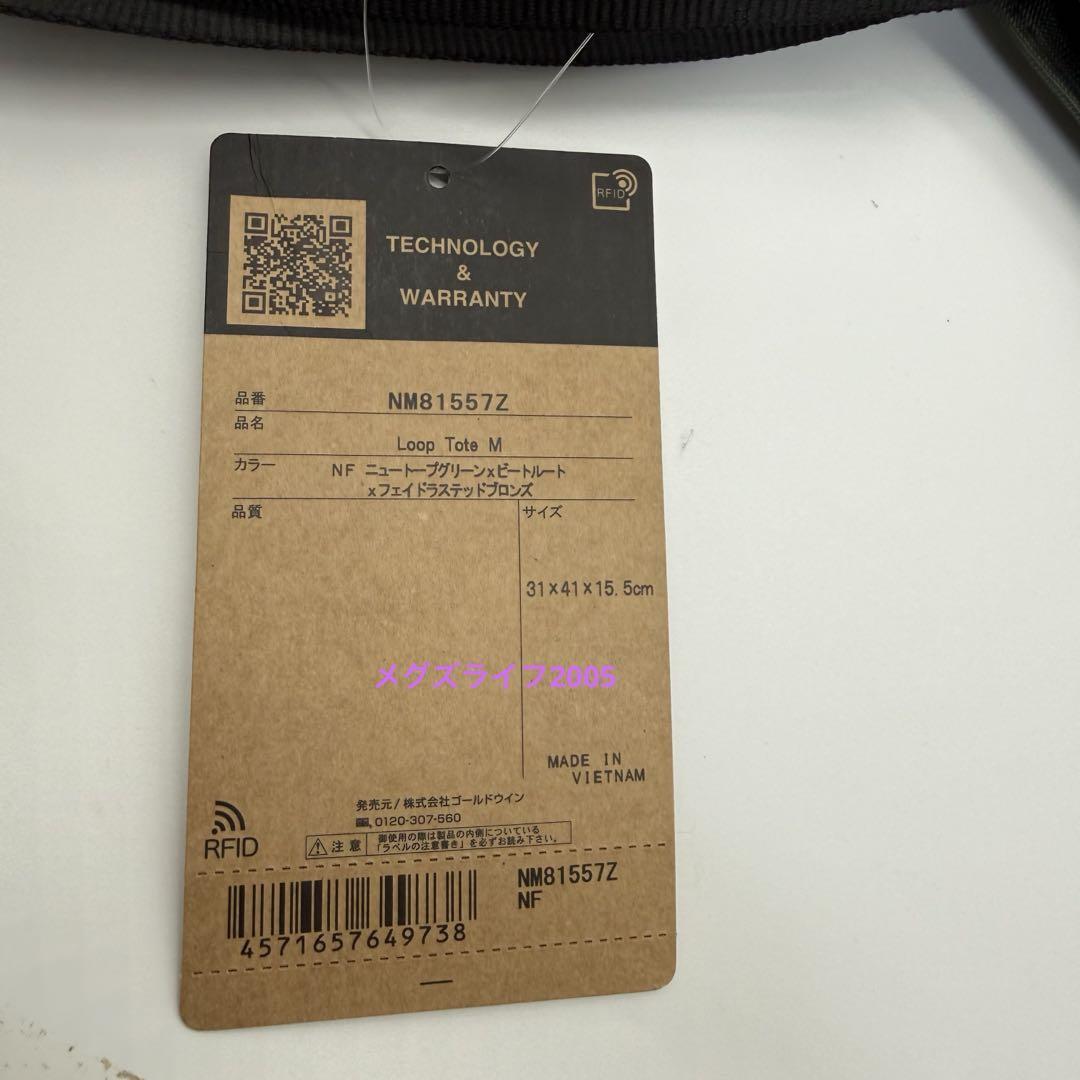 RFID
TECHNOLOGY
&
WARRANTY
品番 NM81557Z
品名
Loop Tote M
カラー NF ニュートープグリーン×ビートルート
×フェイドラステッドブロンズ
品質
サイズ
31×41×15.5cm
メグズライフ2005
MADE IN
VIETNAM
発売元/株式会社ゴールドウイン
0120-307-560
RFID
注意 御使用の際は製品の内側についている
「ラベルの注意書き」を必ずお読み下さい。
NM81557Z
NF
4571657649738